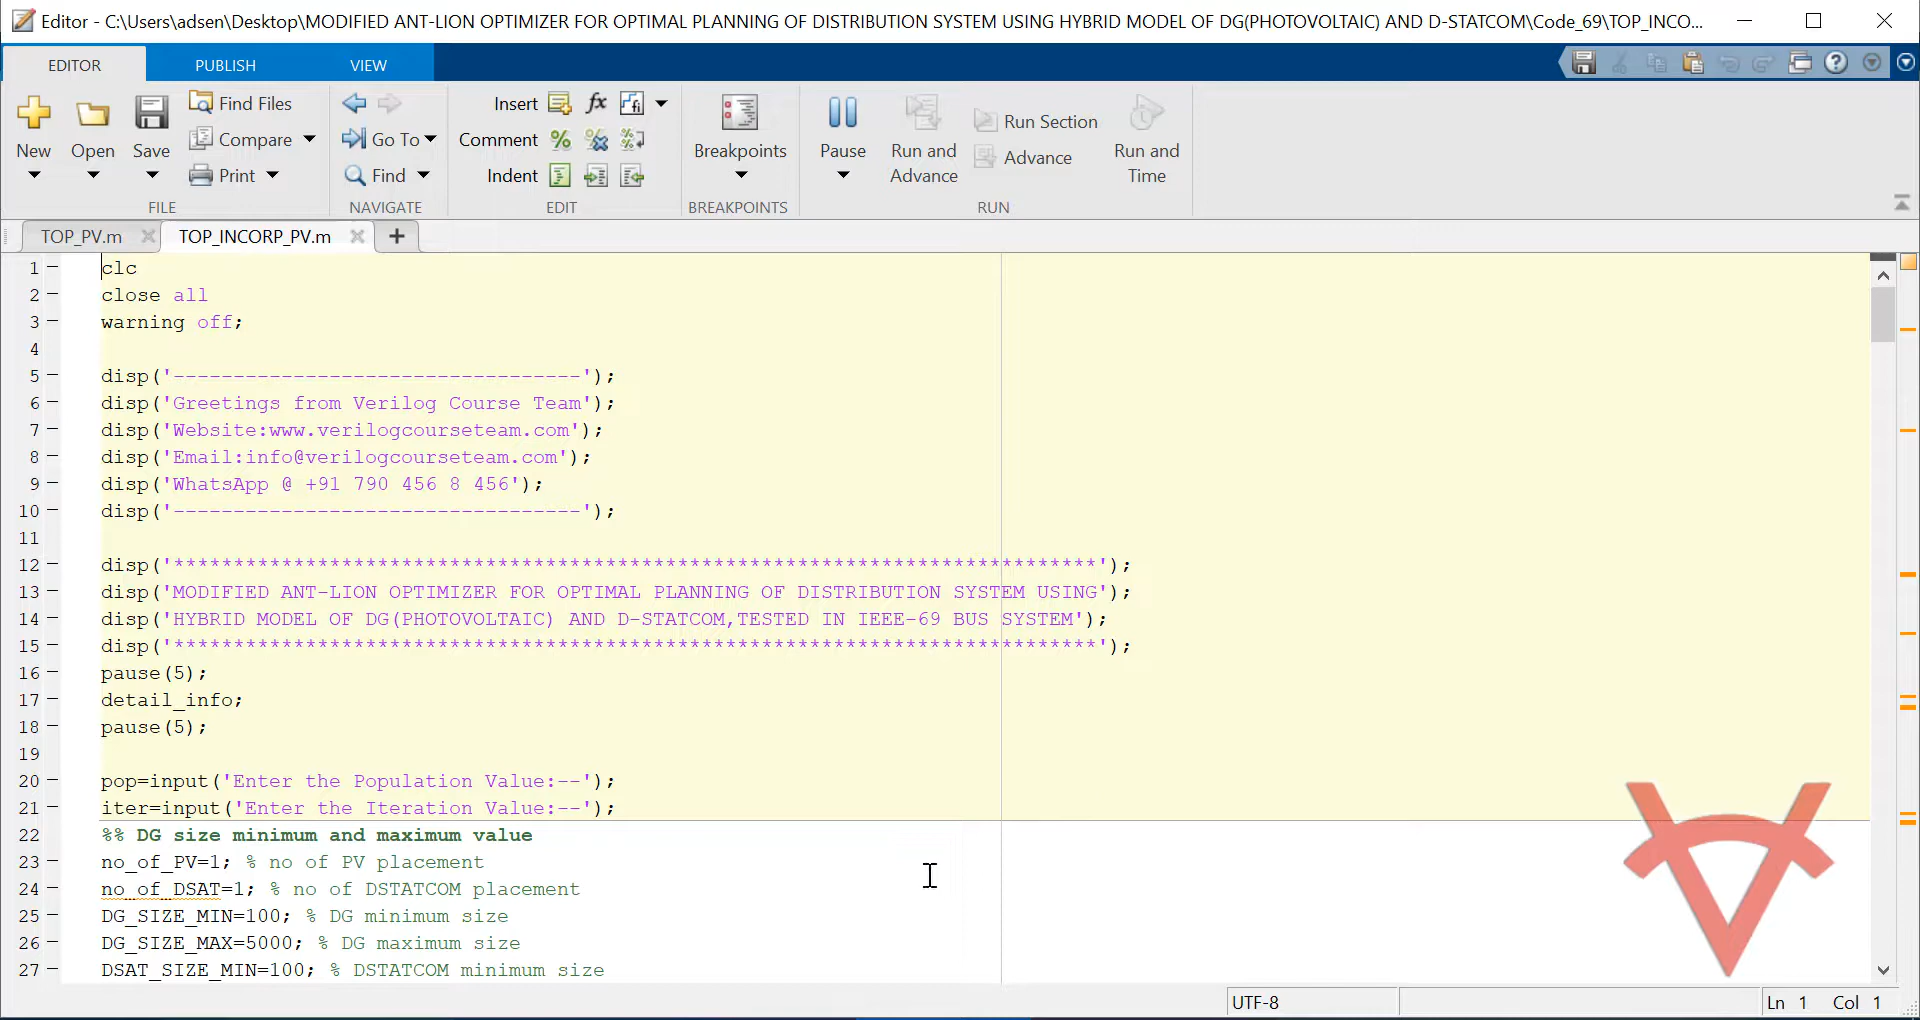 Editor - C:\Users\adsen\Desktop\MODIFIED ANT-LION OPTIMIZER FOR OPTIMAL PLANNING OF DISTRIBUTION SYSTEM USING HYBRID MODEL OF DG(PHOTOVOLTAIC) AND D-STATCOM\Code_69\TOP_INCO...
EDITOR PUBLISH VIEW
New Open Save Find Files Compare Print
FILE
Go To Find
NAVIGATE
Insert fx fi
Comment % % %
Indent
EDIT
Breakpoints
BREAKPOINTS
Pause Run and Advance Run Section Advance Run and Time
RUN
TOP_PV.m TOP_INCORP_PV.m +
1 clc
2 close all
3 warning off;
4
5 disp('----------------------------------');
6 disp('Greetings from Verilog Course Team');
7 disp('Website:www.verilogcourseteam.com');
8 disp('Email:info@verilogcourseteam.com');
9 disp('WhatsApp @ +91 790 456 8 456');
10 disp('----------------------------------');
11
12 disp('*****************************************************************************');
13 disp('MODIFIED ANT-LION OPTIMIZER FOR OPTIMAL PLANNING OF DISTRIBUTION SYSTEM USING');
14 disp('HYBRID MODEL OF DG(PHOTOVOLTAIC) AND D-STATCOM,TESTED IN IEEE-69 BUS SYSTEM');
15 disp('*****************************************************************************');
16 pause(5);
17 detail_info;
18 pause(5);
19
20 pop=input('Enter the Population Value:--');
21 iter=input('Enter the Iteration Value:--');
22 %% DG size minimum and maximum value
23 no_of_PV=1; % no of PV placement
24 no_of_DSAT=1; % no of DSTATCOM placement
25 DG_SIZE_MIN=100; % DG minimum size
26 DG_SIZE_MAX=5000; % DG maximum size
27 DSAT_SIZE_MIN=100; % DSTATCOM minimum size
UTF-8 Ln 1 Col 1